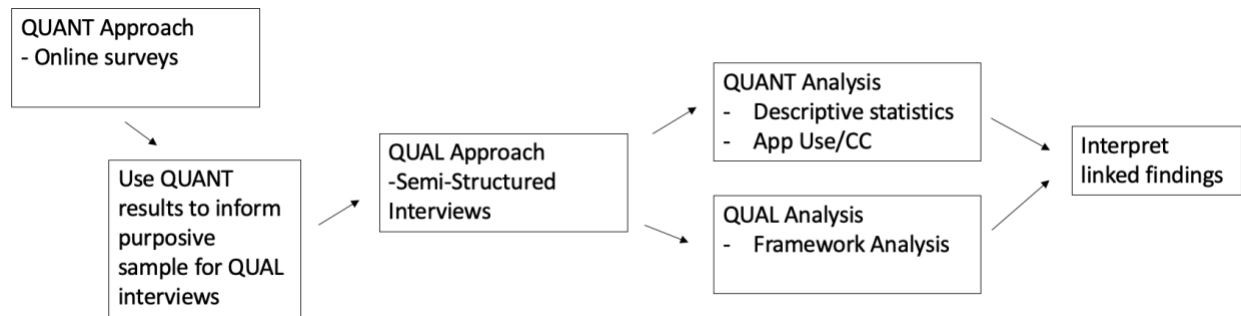 QUANT Approach
- Online surveys
Use QUANT
results to inform
purposive
sample for QUAL
interviews
QUAL Approach
-Semi-Structured
Interviews
QUANT Analysis
- Descriptive statistics
- App Use/CC
QUAL Analysis
- Framework Analysis
Interpret
linked findings